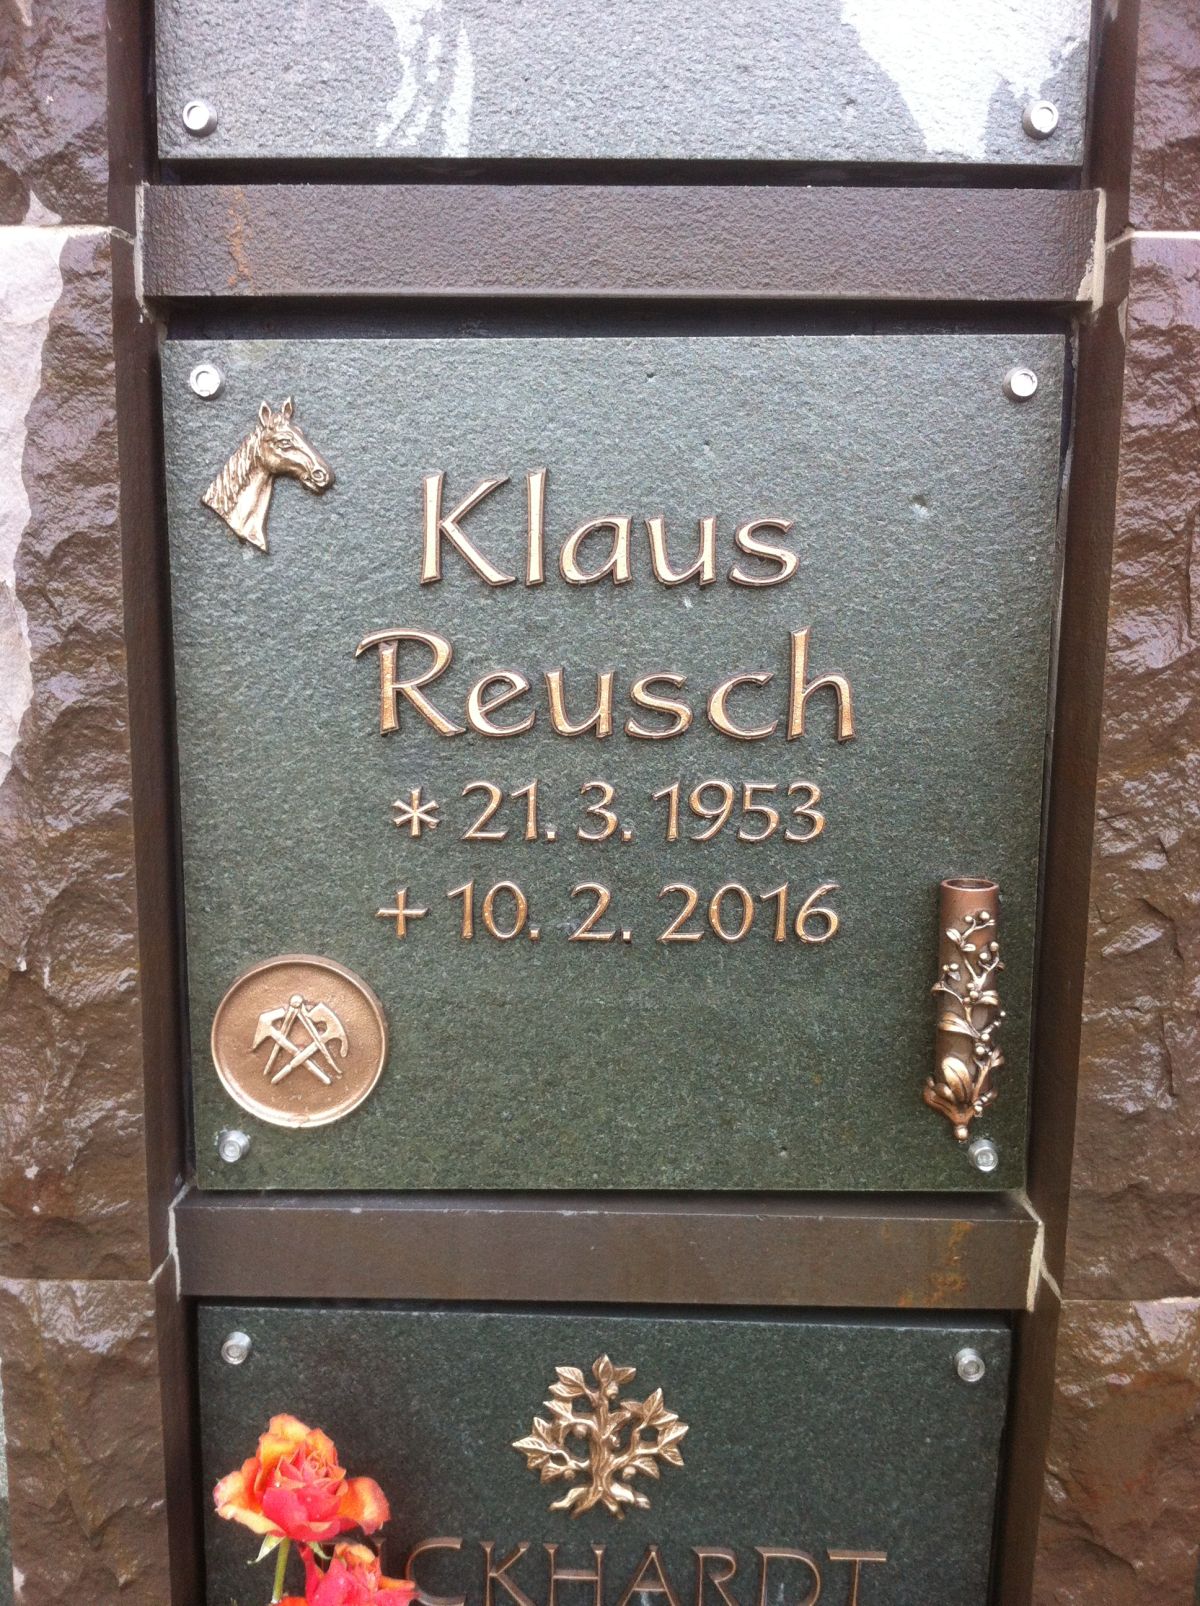 Klaus
Reusch
* 21. 3. 1953
+ 10. 2. 2016